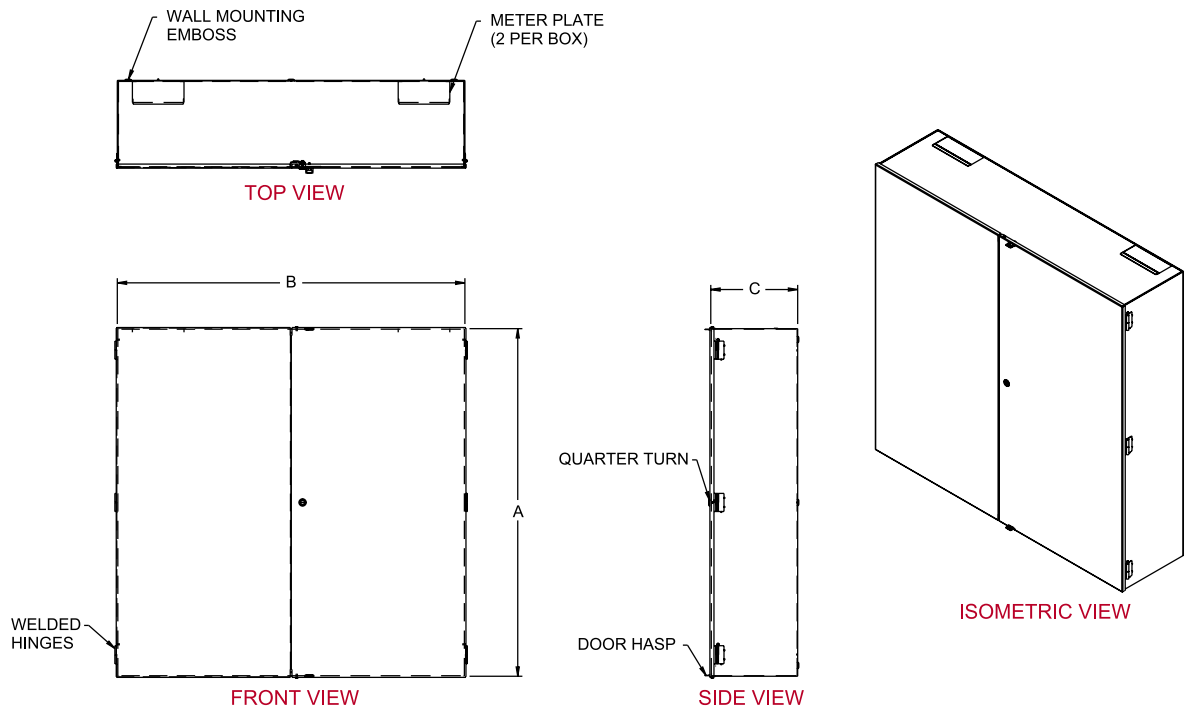 WALL MOUNTING
EMBOSS
METER PLATE
(2 PER BOX)
TOP VIEW
B
C
A
QUARTER TURN
WELDED
HINGES
DOOR HASP
FRONT VIEW
SIDE VIEW
ISOMETRIC VIEW